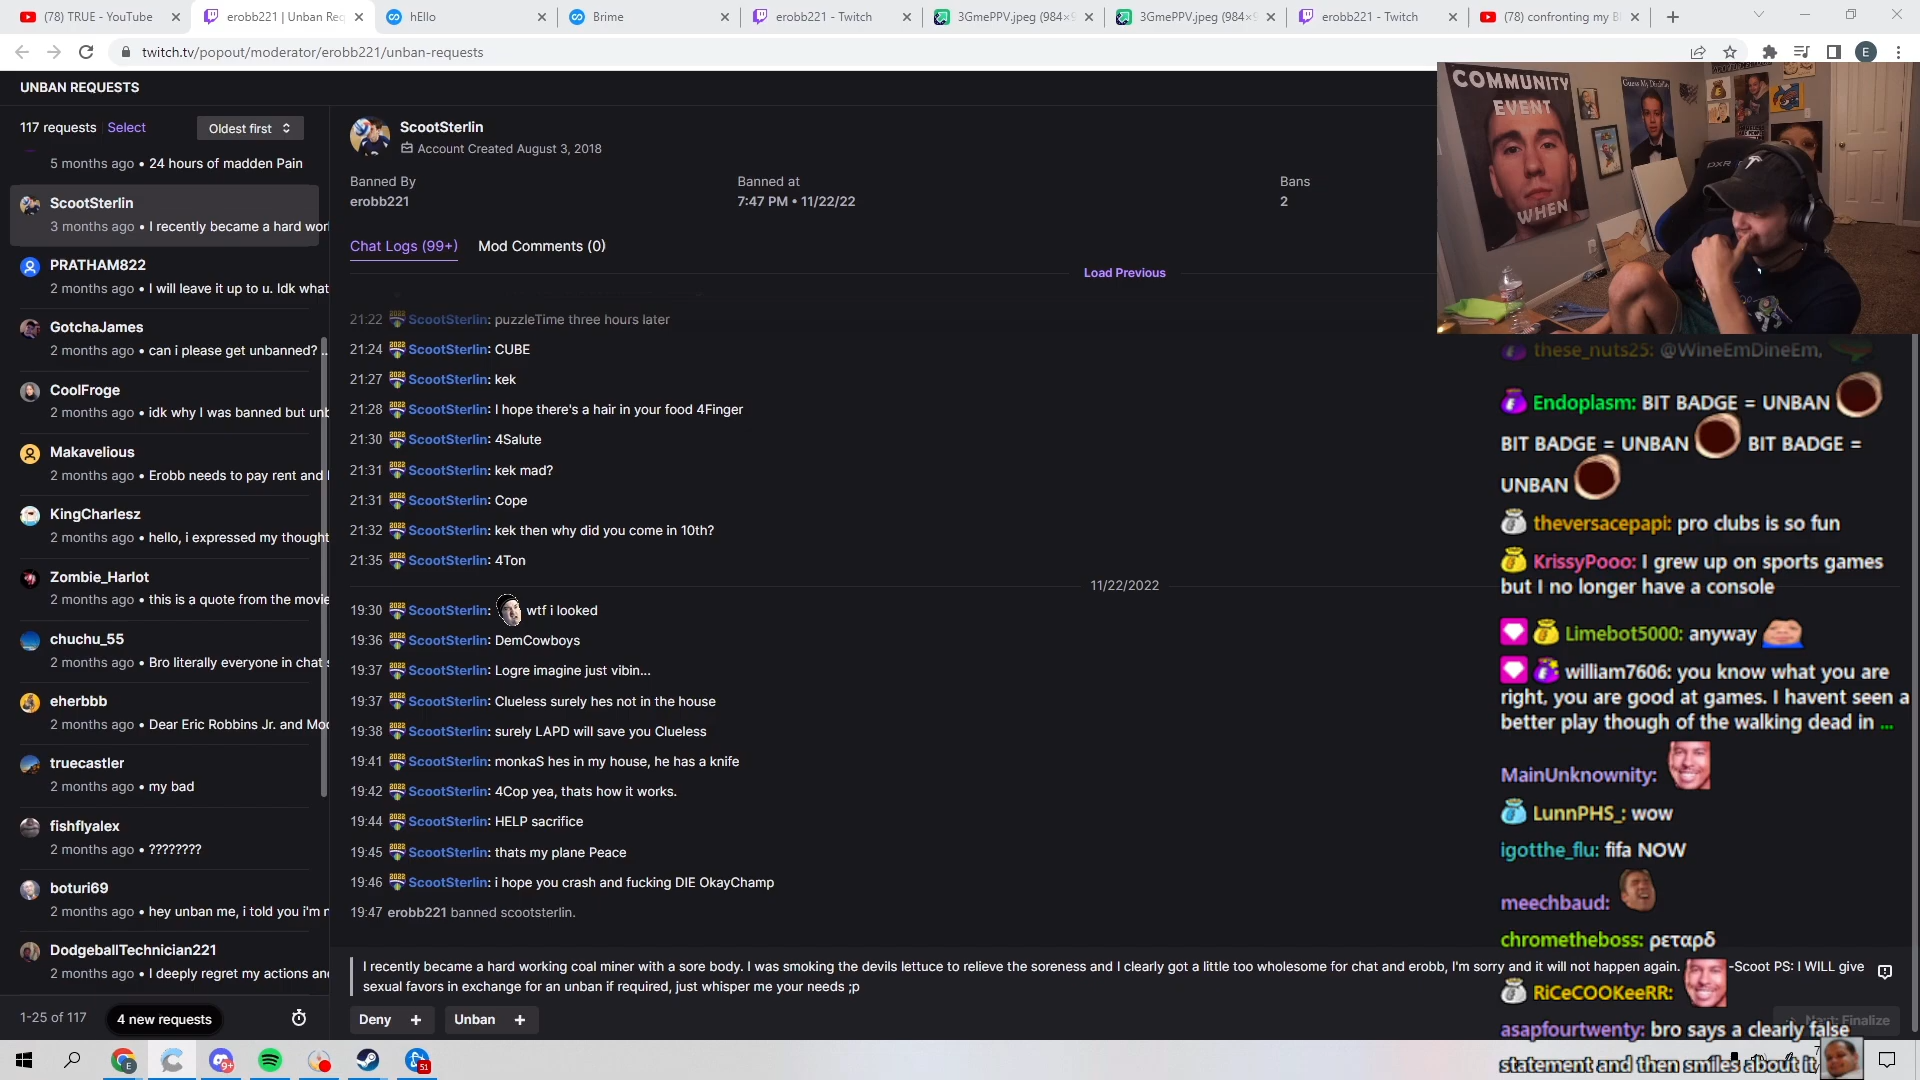 (78) TRUE - YouTube
erobb221 | Unban Req
hEllo
Brime
erobb221 - Twitch
3GmePPV.jpeg (984×9
3GmePPV.jpeg (984×9
erobb221 - Twitch
(78) confronting my B
twitch.tv/popout/moderator/erobb221/unban-requests
E
UNBAN REQUESTS
117 requests Select
Oldest first
5 months ago • 24 hours of madden Pain
ScootSterlin
3 months ago • I recently became a hard wor
PRATHAM822
2 months ago • I will leave it up to u. Idk what
GotchaJames
2 months ago • can i please get unbanned? ..
CoolFroge
2 months ago • idk why I was banned but unb
Makavelious
2 months ago • Erobb needs to pay rent and
KingCharlesz
2 months ago • hello, i expressed my thought
Zombie_Harlot
2 months ago • this is a quote from the movie
chuchu_55
2 months ago • Bro literally everyone in chat s
eherbbb
2 months ago • Dear Eric Robbins Jr. and Moc
truecastler
2 months ago • my bad
fishflyalex
2 months ago • ????????
boturi69
2 months ago • hey unban me, i told you i'm r
DodgeballTechnician221
2 months ago • I deeply regret my actions and
1-25 of 117
4 new requests
ScootSterlin
Account Created August 3, 2018
Banned By
erobb221
Banned at
7:47 PM • 11/22/22
Bans
2
Chat Logs (99+)
Mod Comments (0)
Load Previous
21:22 ScootSterlin: puzzleTime three hours later
21:24 ScootSterlin: CUBE
21:27 ScootSterlin: kek
21:28 ScootSterlin: I hope there's a hair in your food 4Finger
21:30 ScootSterlin: 4Salute
21:31 ScootSterlin: kek mad?
21:31 ScootSterlin: Cope
21:32 ScootSterlin: kek then why did you come in 10th?
21:35 ScootSterlin: 4Ton
11/22/2022
19:30 ScootSterlin: wtf i looked
19:36 ScootSterlin: DemCowboys
19:37 ScootSterlin: Logre imagine just vibin...
19:37 ScootSterlin: Clueless surely hes not in the house
19:38 ScootSterlin: surely LAPD will save you Clueless
19:41 ScootSterlin: monkaS hes in my house, he has a knife
19:42 ScootSterlin: 4Cop yea, thats how it works.
19:44 ScootSterlin: HELP sacrifice
19:45 ScootSterlin: thats my plane Peace
19:46 ScootSterlin: i hope you crash and fucking DIE OkayChamp
19:47 erobb221 banned scootsterlin.
I recently became a hard working coal miner with a sore body. I was smoking the devils lettuce to relieve the soreness and I clearly got a little too wholesome for chat and erobb, I'm sorry and it will not happen again. -Scoot PS: I WILL give
sexual favors in exchange for an unban if required, just whisper me your needs ;p
Deny +
Unban +
Finalize
COMMUNITY
EVENT
WHEN
DXR
these_nuts25: @WineEmDineEm,
Endoplasm: BIT BADGE = UNBAN
BIT BADGE = UNBAN BIT BADGE =
UNBAN
theversacepapi: pro clubs is so fun
KrissyPooo: I grew up on sports games
but I no longer have a console
Limebot5000: anyway
william7606: you know what you are
right, you are good at games. I havent seen a
better play though of the walking dead in ...
MainUnknownity:
LunnPHS_: wow
igotthe_flu: fifa NOW
meechbaud:
chrometheboss: ρεταρδ
RiCeCOOKeeRR:
asapfourtwenty: bro says a clearly false
statement and then smiles about it
9+
51